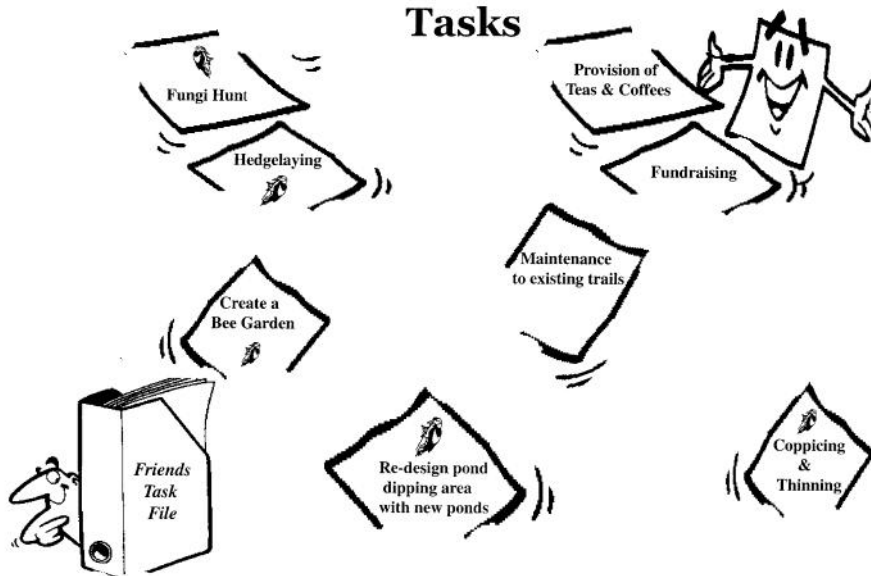 Tasks
Fungi Hunt
Provision of
Teas & Coffees
Hedgelaying
Fundraising
Maintenance
to existing trails
Create a
Bee Garden
Friends
Task
File
Re-design pond
dipping area
with new ponds
Coppicing
&
Thinning